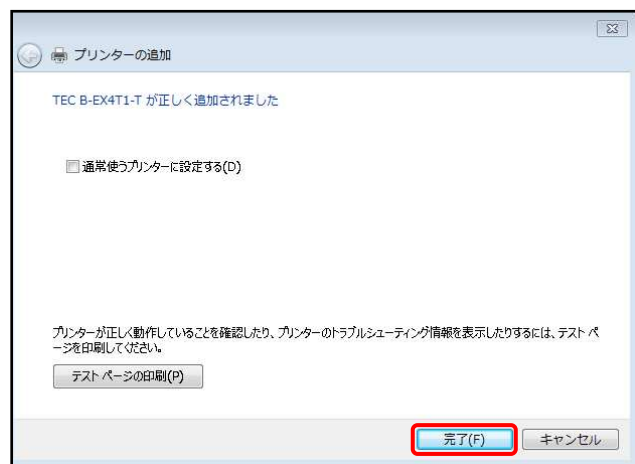 プリンターの追加
TEC B-EX4T1-T が正しく追加されました
通常使うプリンターに設定する(D)
プリンターが正しく動作していることを確認したり、プリンターのトラブルシューティング情報を表示したりするには、テスト ペ
ージを印刷してください。
テスト ページの印刷(P)
完了(F)
キャンセル